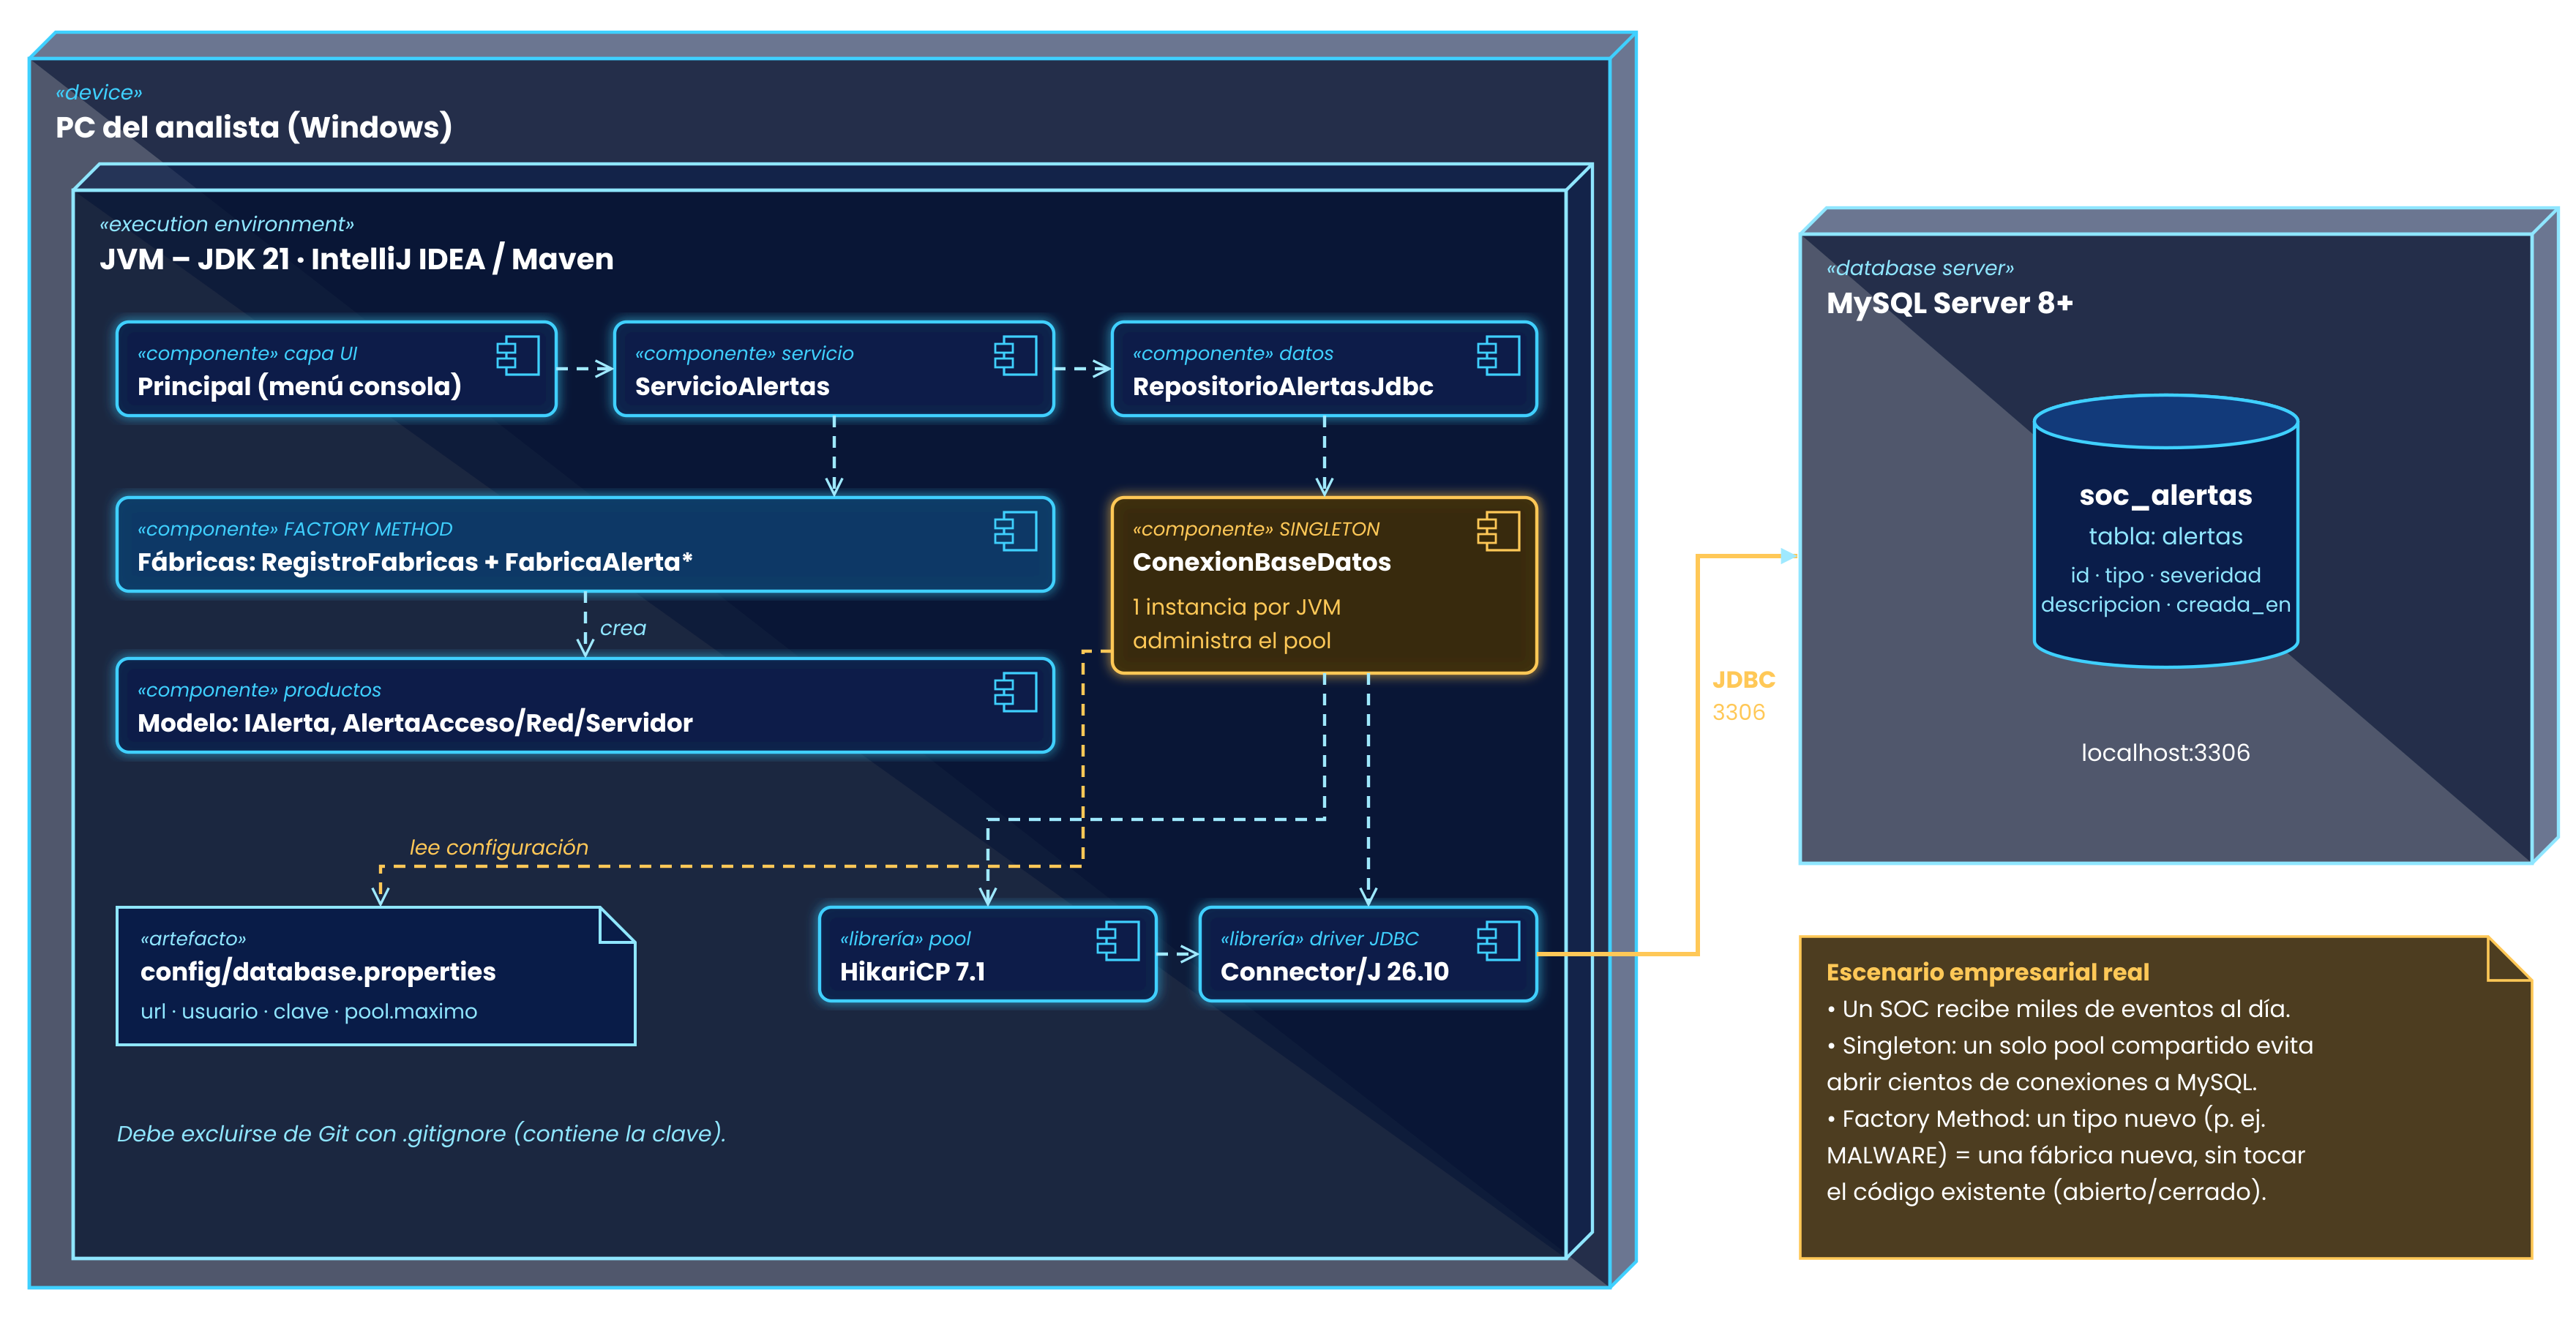 «device»
PC del analista (Windows)
«execution environment»
JVM – JDK 21 · IntelliJ IDEA / Maven
«componente» capa UI
Principal (menú consola)
«componente» servicio
ServicioAlertas
«componente» datos
RepositorioAlertasJdbc
«componente» FACTORY METHOD
Fábricas: RegistroFabricas + FabricaAlerta*
«componente» SINGLETON
ConexionBaseDatos
1 instancia por JVM
administra el pool
crea
«componente» productos
Modelo: IAlerta, AlertaAcceso/Red/Servidor
lee configuración
«artefacto»
config/database.properties
url · usuario · clave · pool.maximo
«librería» pool
HikariCP 7.1
«librería» driver JDBC
Connector/J 26.10
Debe excluirse de Git con .gitignore (contiene la clave).
JDBC
3306
«database server»
MySQL Server 8+
soc_alertas
tabla: alertas
id · tipo · severidad
descripcion · creada_en
localhost:3306
Escenario empresarial real
• Un SOC recibe miles de eventos al día.
• Singleton: un solo pool compartido evita
abrir cientos de conexiones a MySQL.
• Factory Method: un tipo nuevo (p. ej.
MALWARE) = una fábrica nueva, sin tocar
el código existente (abierto/cerrado).